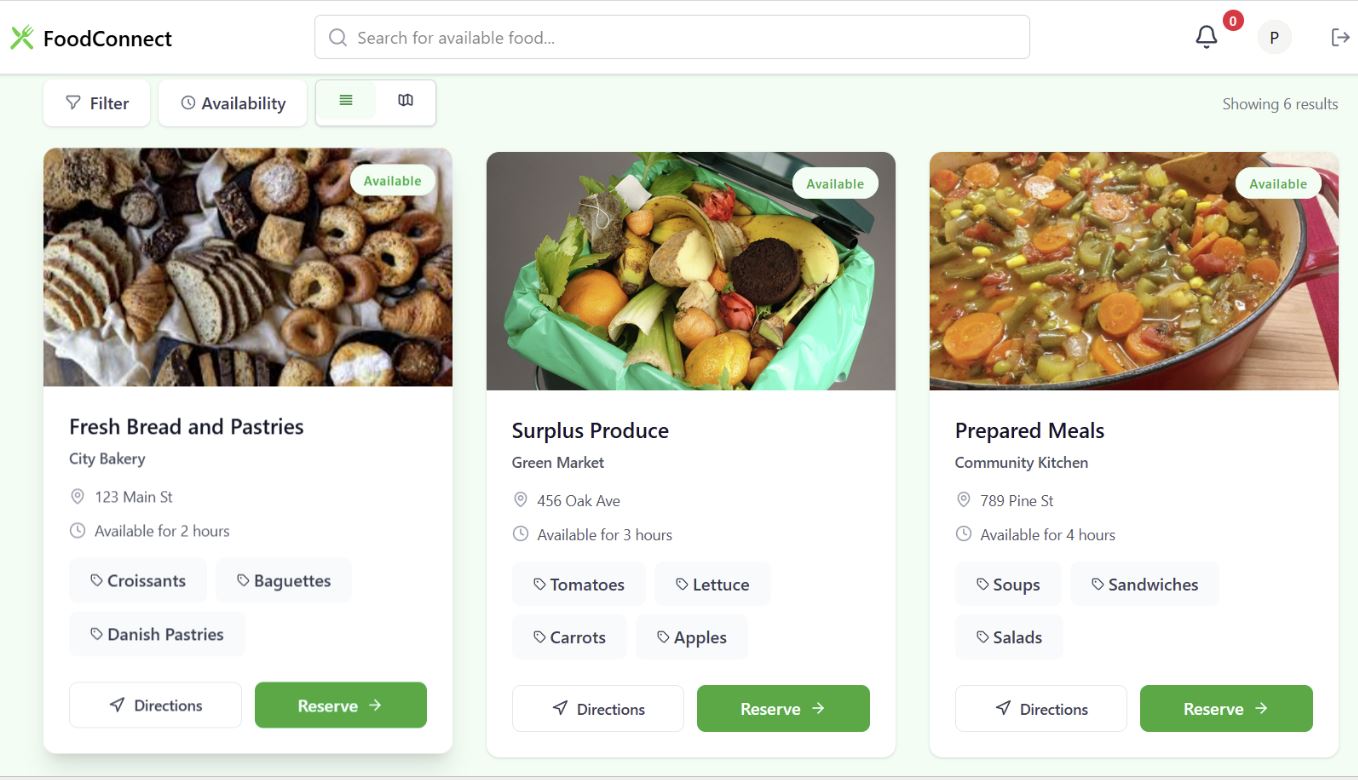 FoodConnect
Search for available food...
0
P
Filter
Availability
Showing 6 results
Available
Fresh Bread and Pastries
City Bakery
123 Main St
Available for 2 hours
Croissants
Baguettes
Danish Pastries
Directions
Reserve →
Available
Surplus Produce
Green Market
456 Oak Ave
Available for 3 hours
Tomatoes
Lettuce
Carrots
Apples
Directions
Reserve →
Available
Prepared Meals
Community Kitchen
789 Pine St
Available for 4 hours
Soups
Sandwiches
Salads
Directions
Reserve →